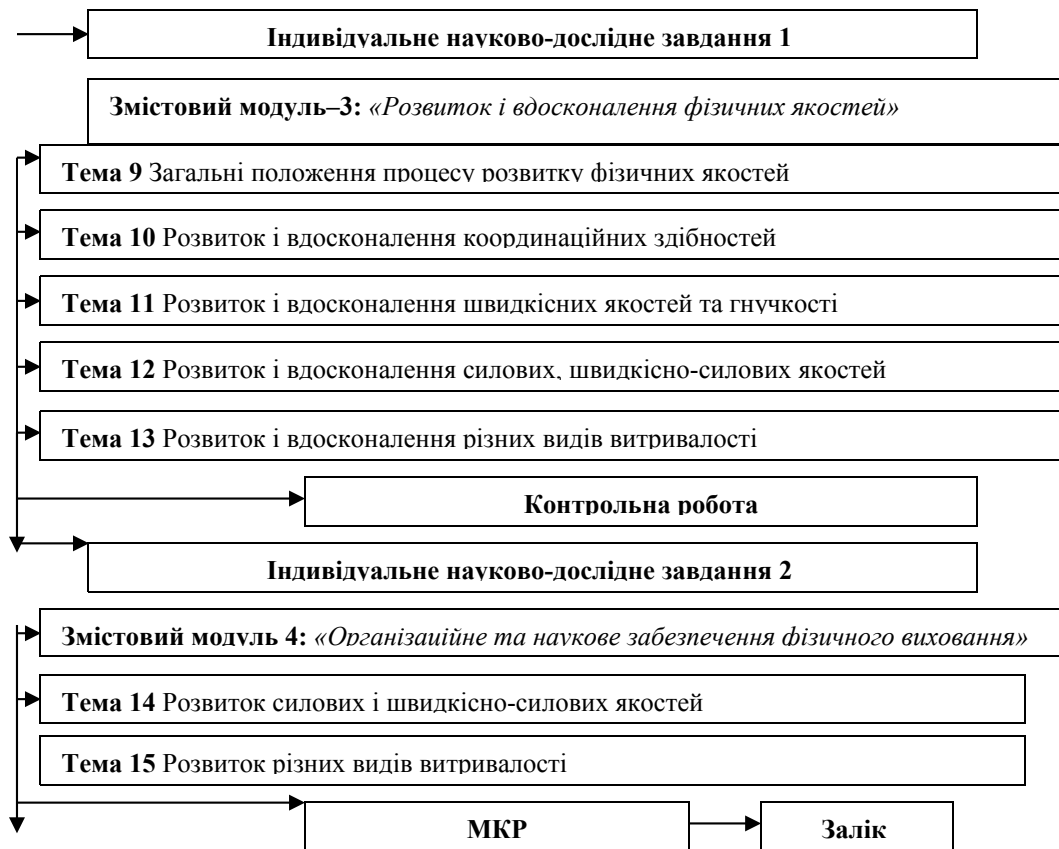 Індивідуальне науково-дослідне завдання 1
Змістовий модуль–3: «Розвиток і вдосконалення фізичних якостей»
Тема 9 Загальні положення процесу розвитку фізичних якостей
Тема 10 Розвиток і вдосконалення координаційних здібностей
Тема 11 Розвиток і вдосконалення швидкісних якостей та гнучкості
Тема 12 Розвиток і вдосконалення силових, швидкісно-силових якостей
Тема 13 Розвиток і вдосконалення різних видів витривалості
Контрольна робота
Індивідуальне науково-дослідне завдання 2
Змістовий модуль 4: «Організаційне та наукове забезпечення фізичного виховання»
Тема 14 Розвиток силових і швидкісно-силових якостей
Тема 15 Розвиток різних видів витривалості
МКР Залік